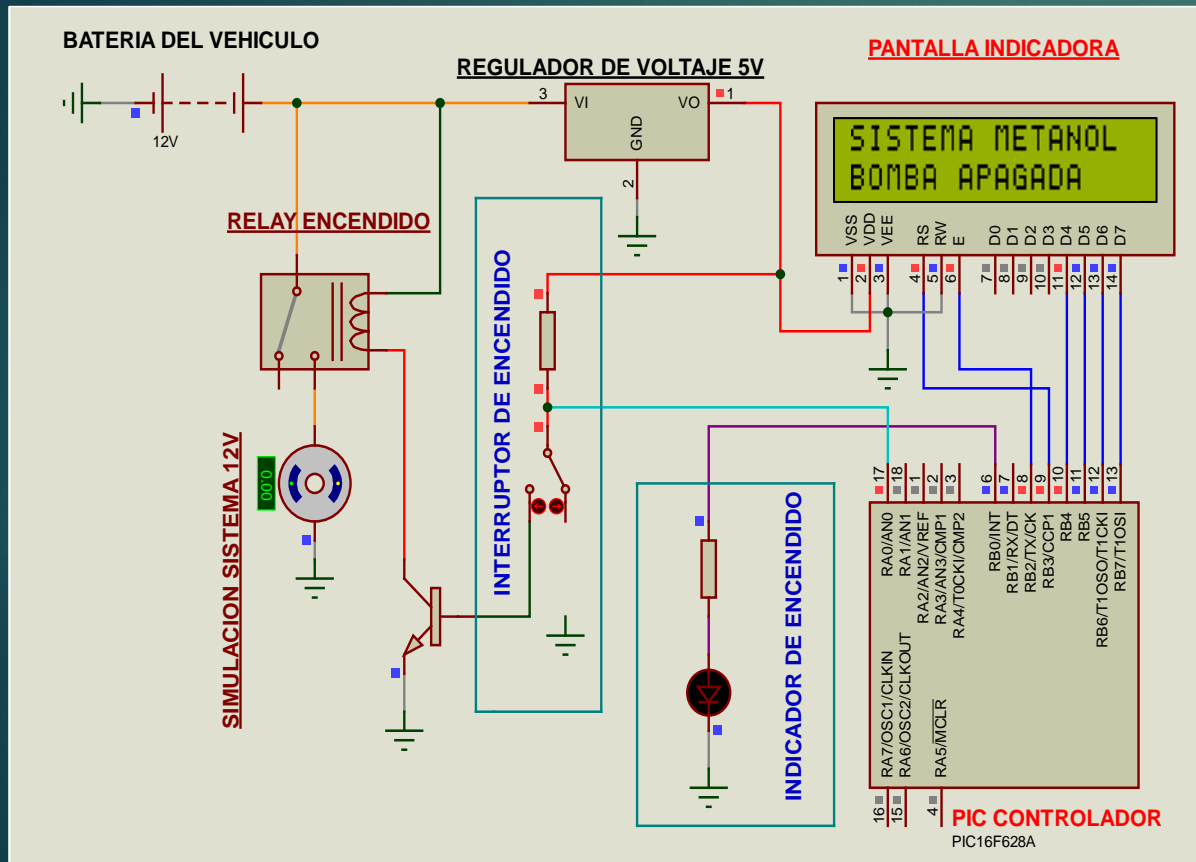 BATERIA DEL VEHICULO
12V
REGULADOR DE VOLTAJE 5V
3
VI
VO
1
GND
2
PANTALLA INDICADORA
SISTEMA METANOL
BOMBA APAGADA
VSS
VDD
VEE
RS
RW
E
D0
D1
D2
D3
D4
D5
D6
D7
1
2
3
4
5
6
7
8
9
10
11
12
13
14
RELAY ENCENDIDO
INTERRUPTOR DE ENCENDIDO
SIMULACION SISTEMA 12V
0.00
INDICADOR DE ENCENDIDO
17
18
1
2
3
6
7
8
9
10
11
12
13
RA0/AN0
RA1/AN1
RA2/AN2/VREF
RA3/AN3/CMP1
RA4/T0CKI/CMP2
RB0/INT
RB1/RX/DT
RB2/TX/CK
RB3/CCP1
RB4
RB5
RB6/T1OSO/T1CKI
RB7/T1OSI
RA7/OSC1/CLKIN
RA6/OSC2/CLKOUT
RA5/MCLR
16
15
4
PIC CONTROLADOR
PIC16F628A